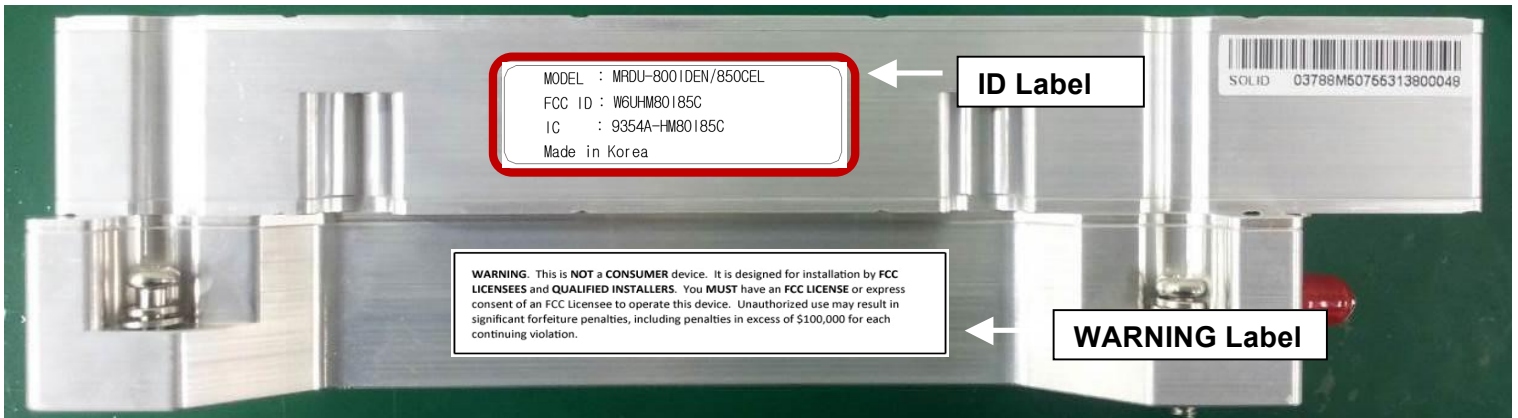 MODEL : MRDU-800IDEN/850CEL
FCC ID : W6UHM80I85C
IC : 9354A-HM80I85C
Made in Korea
ID Label
SOLID 03788M50755313800048
WARNING. This is NOT a CONSUMER device. It is designed for installation by FCC
LICENSEES and QUALIFIED INSTALLERS. You MUST have an FCC LICENSE or express
consent of an FCC Licensee to operate this device. Unauthorized use may result in
significant forfeiture penalties, including penalties in excess of $100,000 for each
continuing violation.
WARNING Label